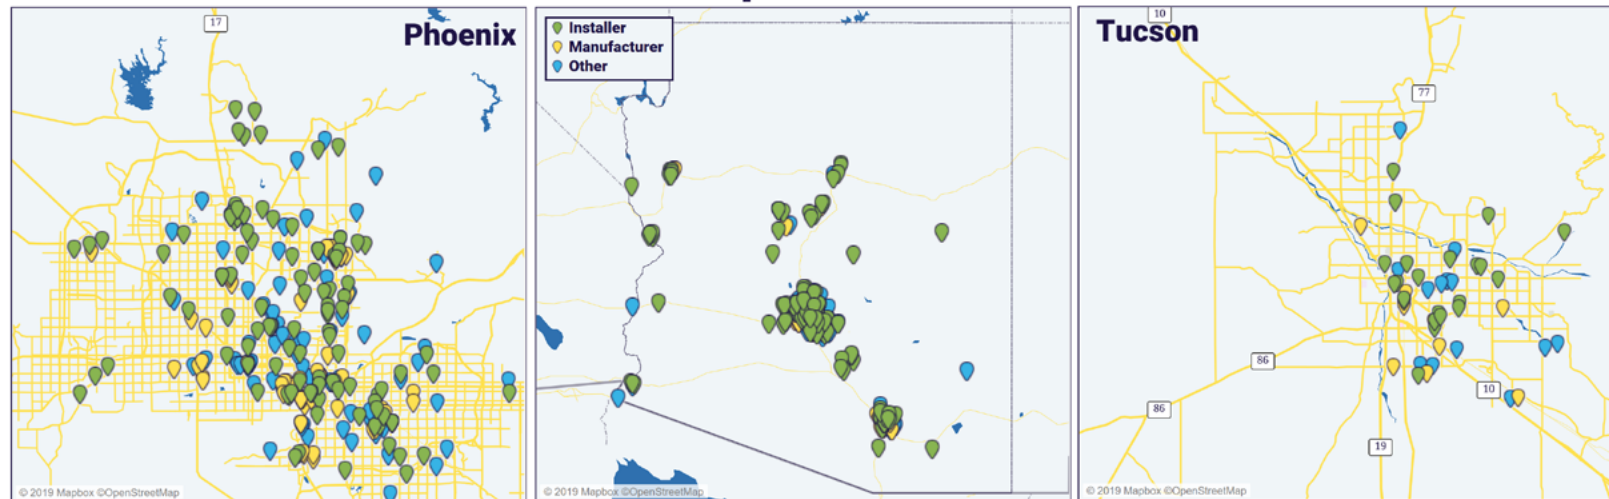 17
Phoenix
© 2019 Mapbox ©OpenStreetMap
Installer
Manufacturer
Other
© 2019 Mapbox ©OpenStreetMap
10
Tucson
77
86
10
86
19
© 2019 Mapbox ©OpenStreetMap